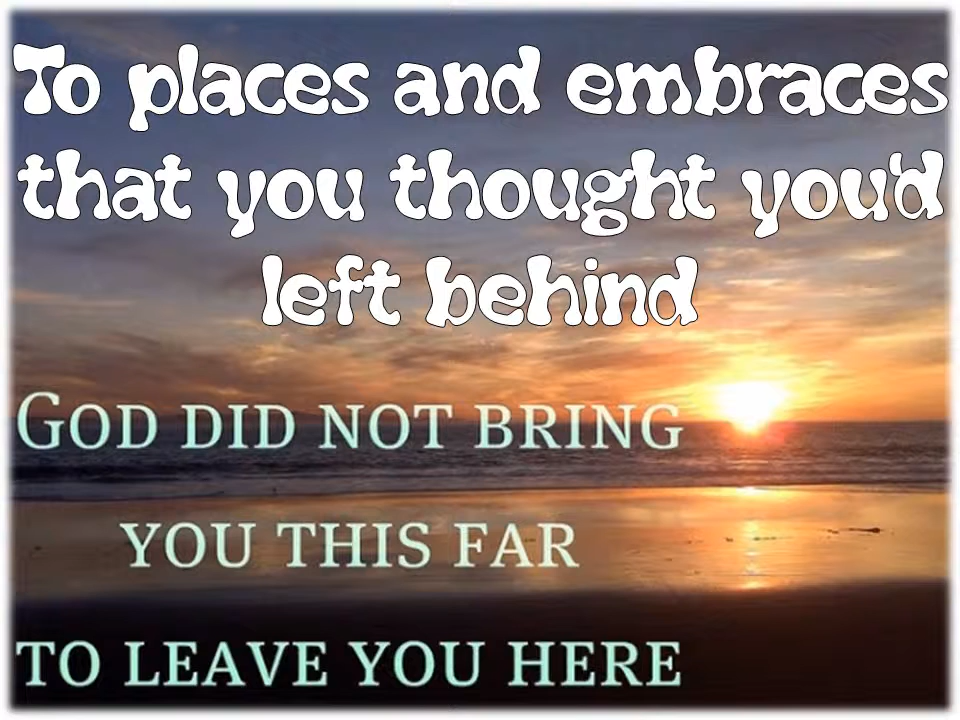 To places and embraces
that you thought you'd
left behind
GOD DID NOT BRING
YOU THIS FAR
TO LEAVE YOU HERE